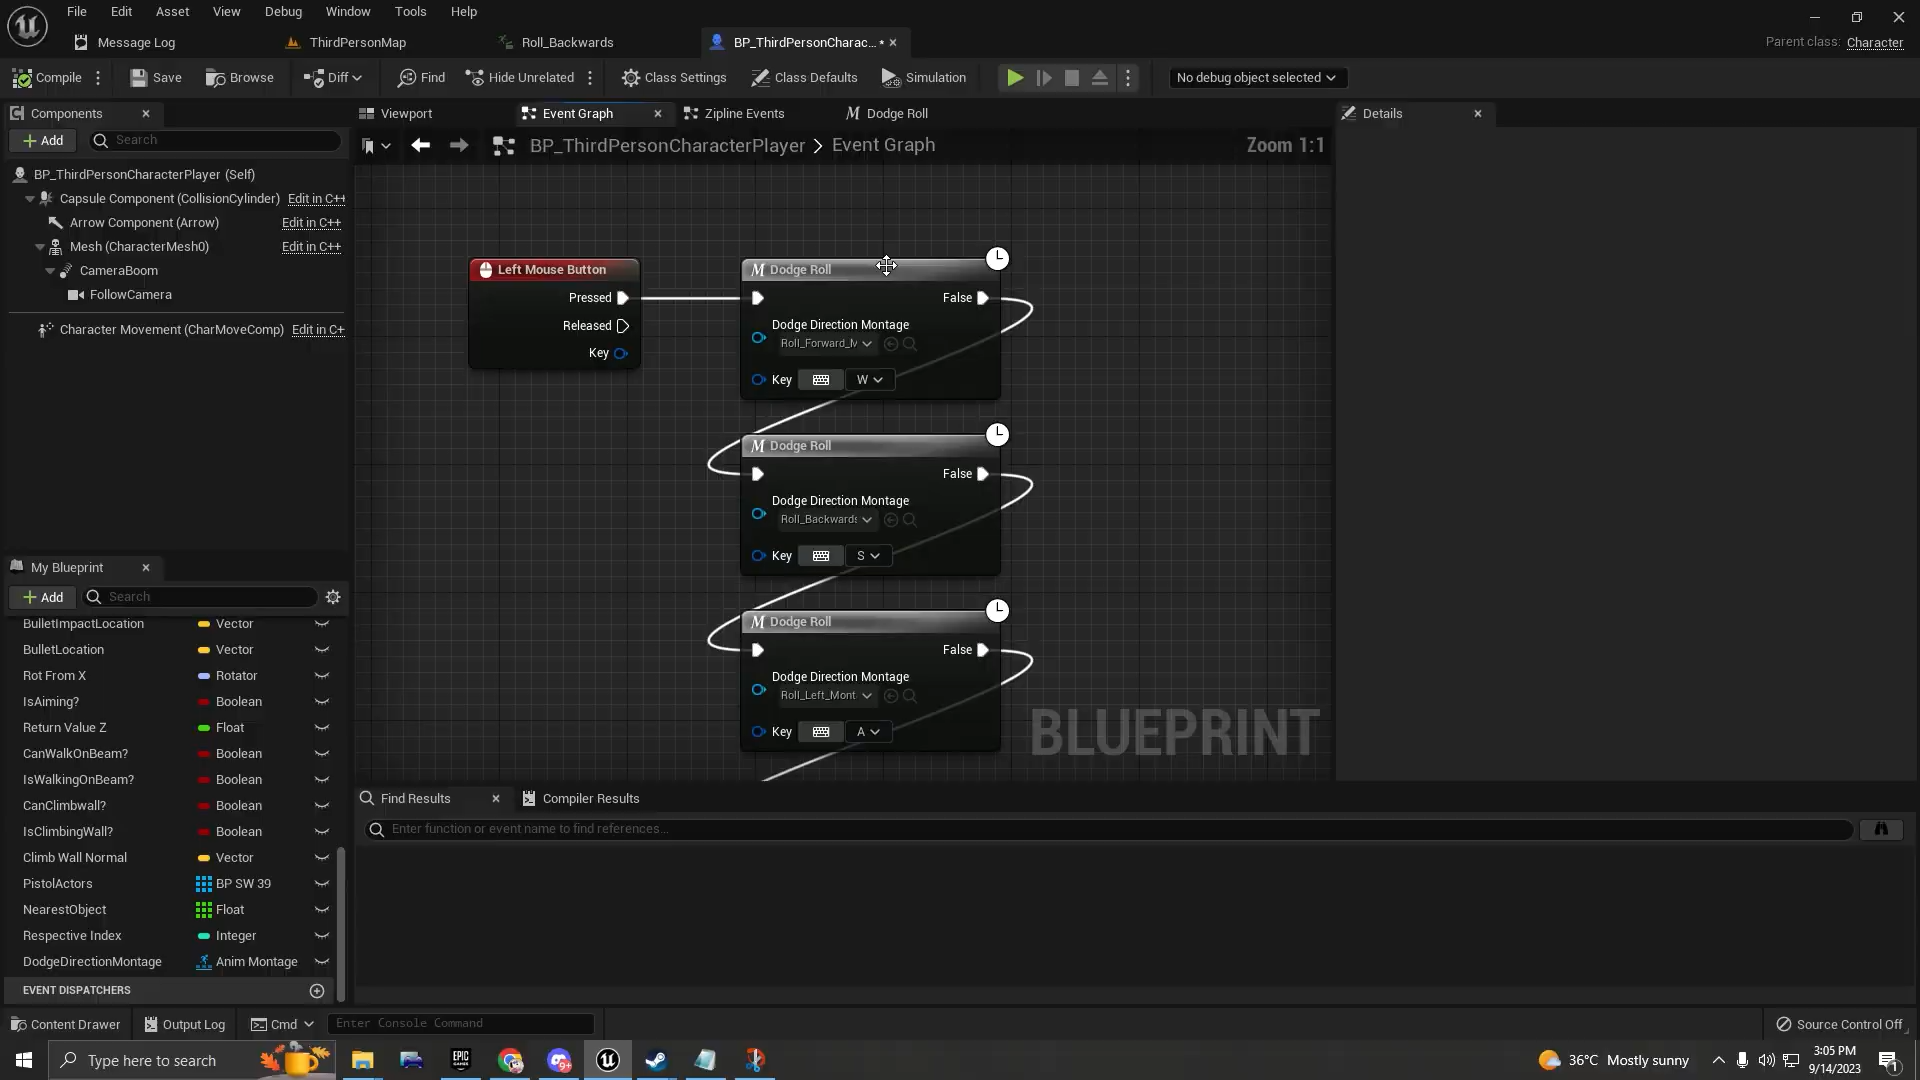 File Edit Asset View Debug Window Tools Help
Message Log ThirdPersonMap Roll_Backwards BP_ThirdPersonCharac... *
Parent class: Character
Compile Save Browse Diff Find Hide Unrelated Class Settings Class Defaults Simulation No debug object selected
Components Viewport Event Graph Zipline Events Dodge Roll Details
+ Add Search
BP_ThirdPersonCharacterPlayer > Event Graph Zoom 1:1
BP_ThirdPersonCharacterPlayer (Self)
Capsule Component (CollisionCylinder) Edit in C++
Arrow Component (Arrow) Edit in C++
Mesh (CharacterMesh0) Edit in C++
CameraBoom
FollowCamera
Character Movement (CharMoveComp) Edit in C+
Left Mouse Button
Pressed
Released
Key
Dodge Roll
False
Dodge Direction Montage
Roll_Forward_M
Key W
Dodge Roll
False
Dodge Direction Montage
Roll_Backwards
Key S
Dodge Roll
False
Dodge Direction Montage
Roll_Left_Mont
Key A
BLUEPRINT
My Blueprint
+ Add Search
BulletImpactLocation Vector
BulletLocation Vector
Rot From X Rotator
IsAiming? Boolean
Return Value Z Float
CanWalkOnBeam? Boolean
IsWalkingOnBeam? Boolean
CanClimbwall? Boolean
IsClimbingWall? Boolean
Climb Wall Normal Vector
PistolActors BP SW 39
NearestObject Float
Respective Index Integer
DodgeDirectionMontage Anim Montage
EVENT DISPATCHERS
Find Results Compiler Results
Enter function or event name to find references...
Content Drawer Output Log Cmd Enter Console Command Source Control Off
Type here to search
EPIC GAMES
36°C Mostly sunny
3:05 PM
9/14/2023
1